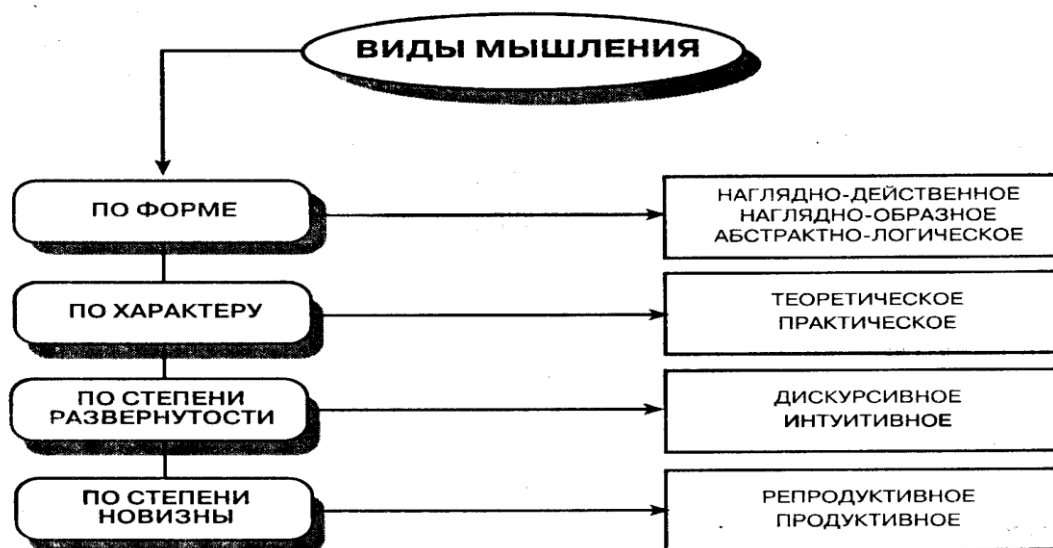 ВИДЫ МЫШЛЕНИЯ
ПО ФОРМЕ
НАГЛЯДНО-ДЕЙСТВЕННОЕ
НАГЛЯДНО-ОБРАЗНОЕ
АБСТРАКТНО-ЛОГИЧЕСКОЕ
ПО ХАРАКТЕРУ
ТЕОРЕТИЧЕСКОЕ
ПРАКТИЧЕСКОЕ
ПО СТЕПЕНИ
РАЗВЕРНУТОСТИ
ДИСКУРСИВНОЕ
ИНТУИТИВНОЕ
ПО СТЕПЕНИ
НОВИЗНЫ
РЕПРОДУКТИВНОЕ
ПРОДУКТИВНОЕ